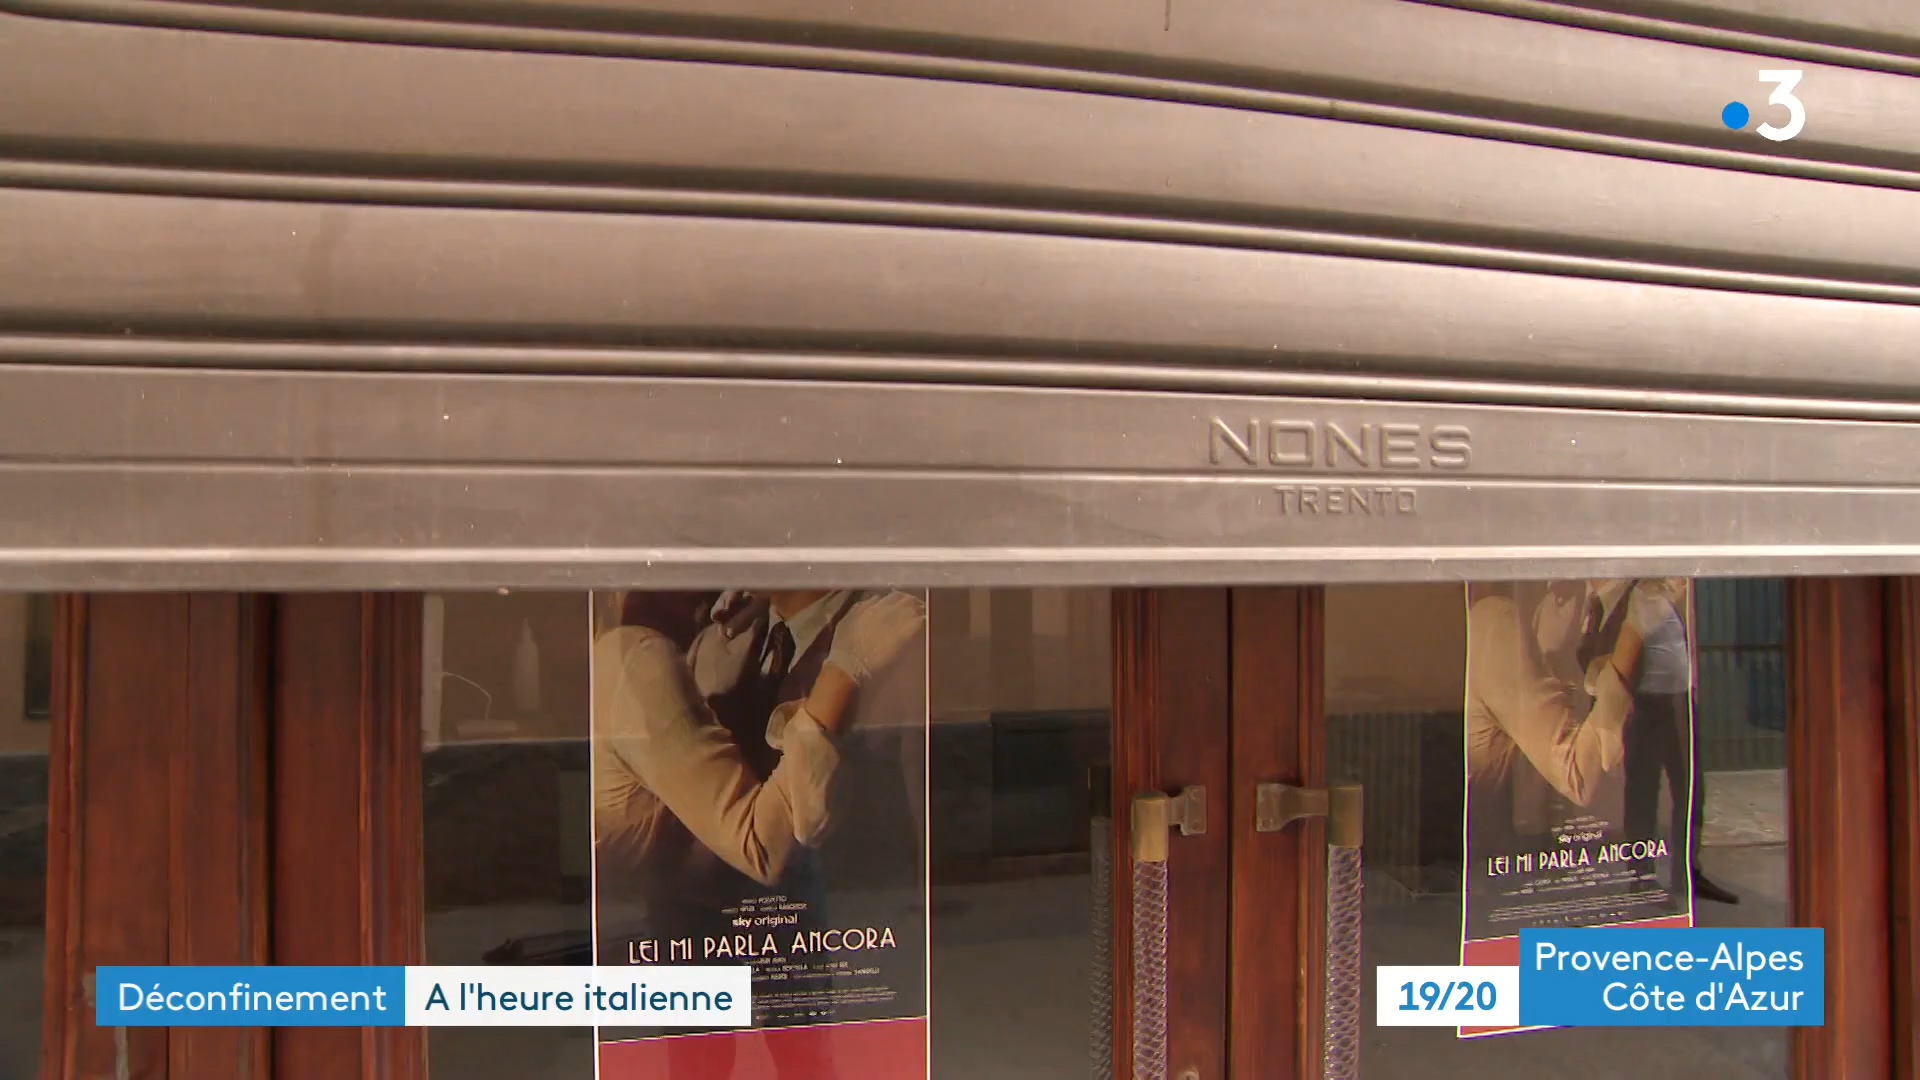 3
NONES
TRENTO
sky original
LEI MI PARLA ANCORA
sky original
LEI MI PARLA ANCORA
Déconfinement
A l'heure italienne
19/20
Provence-Alpes
Côte d'Azur